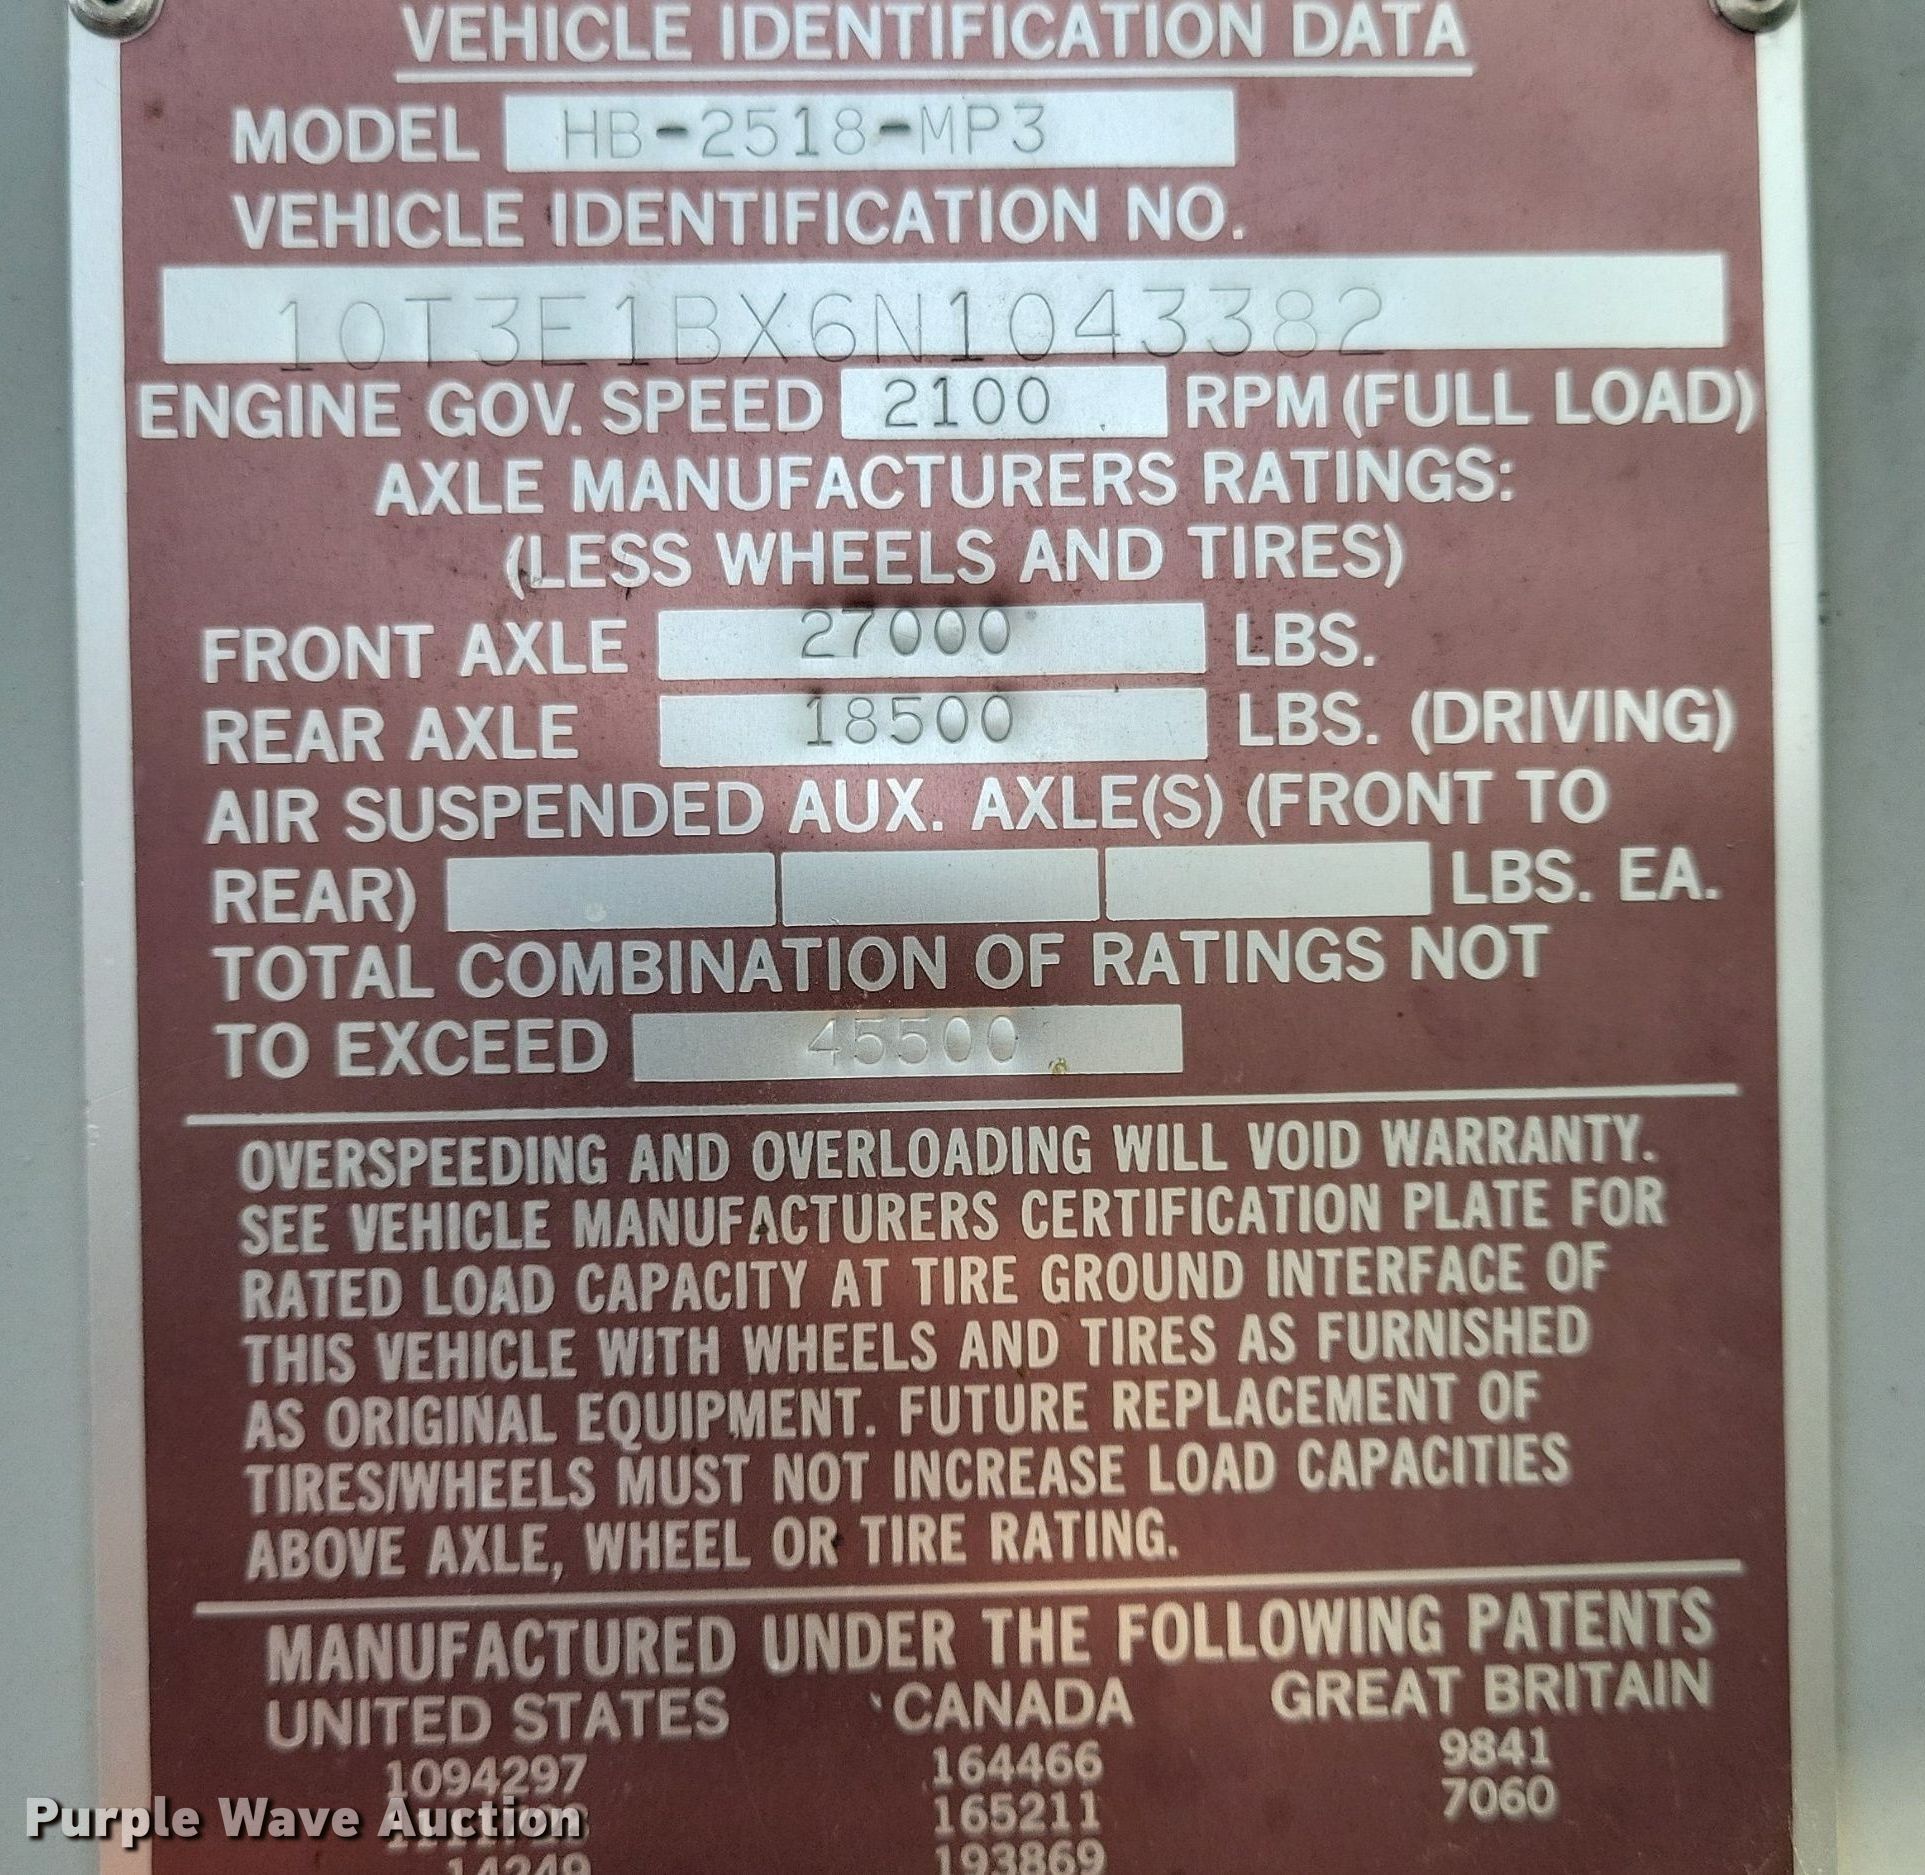 VEHICLE IDENTIFICATION DATA
MODEL HB-2518-MP3
VEHICLE IDENTIFICATION NO.
10T3E1BX6N1043382
ENGINE GOV. SPEED 2100 RPM (FULL LOAD)
AXLE MANUFACTURERS RATINGS:
(LESS WHEELS AND TIRES)
FRONT AXLE 27000 LBS.
REAR AXLE 18500 LBS. (DRIVING)
AIR SUSPENDED AUX. AXLE(S) (FRONT TO
REAR) LBS. EA.
TOTAL COMBINATION OF RATINGS NOT
TO EXCEED 45500
OVERSPEEDING AND OVERLOADING WILL VOID WARRANTY.
SEE VEHICLE MANUFACTURERS CERTIFICATION PLATE FOR
RATED LOAD CAPACITY AT TIRE GROUND INTERFACE OF
THIS VEHICLE WITH WHEELS AND TIRES AS FURNISHED
AS ORIGINAL EQUIPMENT. FUTURE REPLACEMENT OF
TIRES/WHEELS MUST NOT INCREASE LOAD CAPACITIES
ABOVE AXLE, WHEEL OR TIRE RATING.
MANUFACTURED UNDER THE FOLLOWING PATENTS
UNITED STATES CANADA GREAT BRITAIN
1094297 164466 9841
165211 7060
193869
Purple Wave Auction